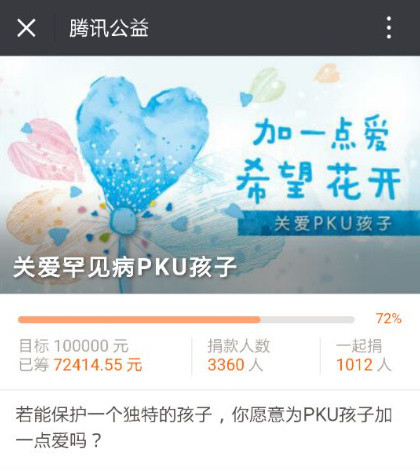 腾讯公益
加一点爱
希望花开
关爱PKU孩子
关爱罕见病PKU孩子
72%
目标 100000 元 捐款人数 一起捐
已筹 72414.55 元 3360 人 1012 人
若能保护一个独特的孩子，你愿意为PKU孩子加
一点爱吗？